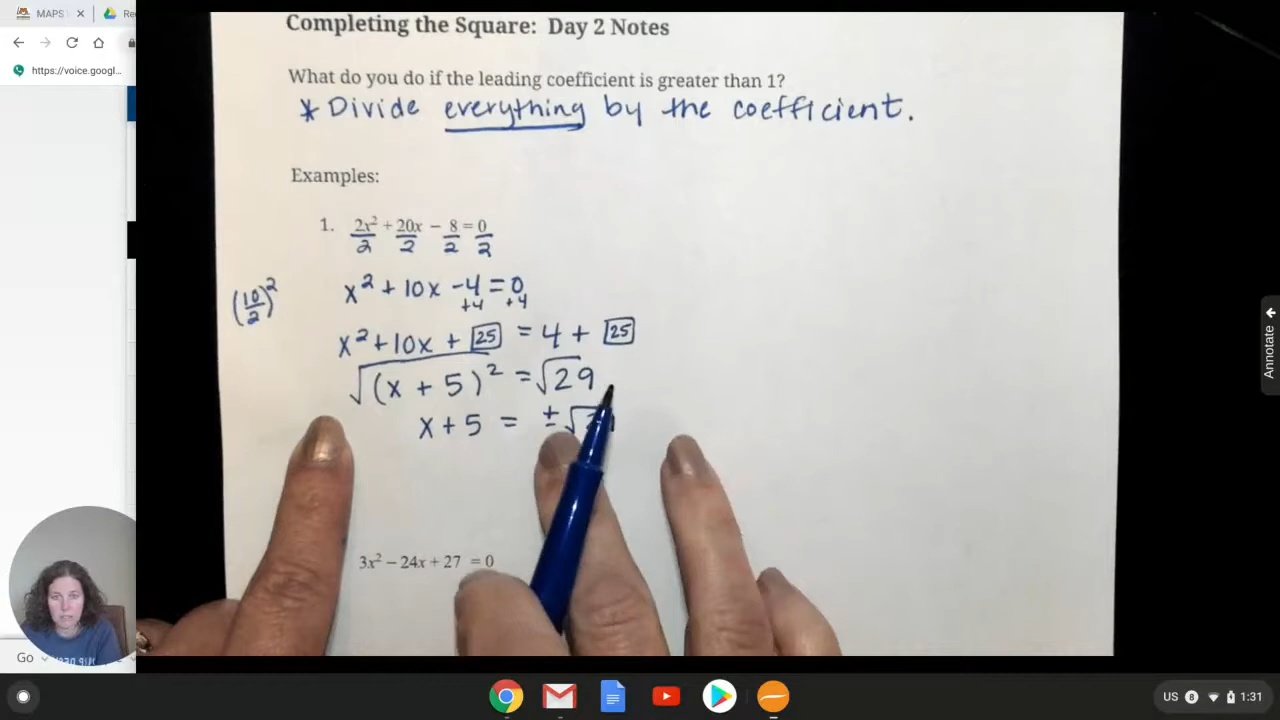 MAPS
Rec
https://voice.googl...
Completing the Square: Day 2 Notes
What do you do if the leading coefficient is greater than 1?
* Divide everything by the coefficient.
Examples:
1. 2x²/2 + 20x/2 - 8/2 = 0/2
(10/2)²
x² + 10x - 4 = 0
+4 +4
x² + 10x + 25 = 4 + 25
√(x + 5)² = √29
x + 5 = ± √
3x² − 24x + 27 = 0
Annotate
Go
US 8 1:31